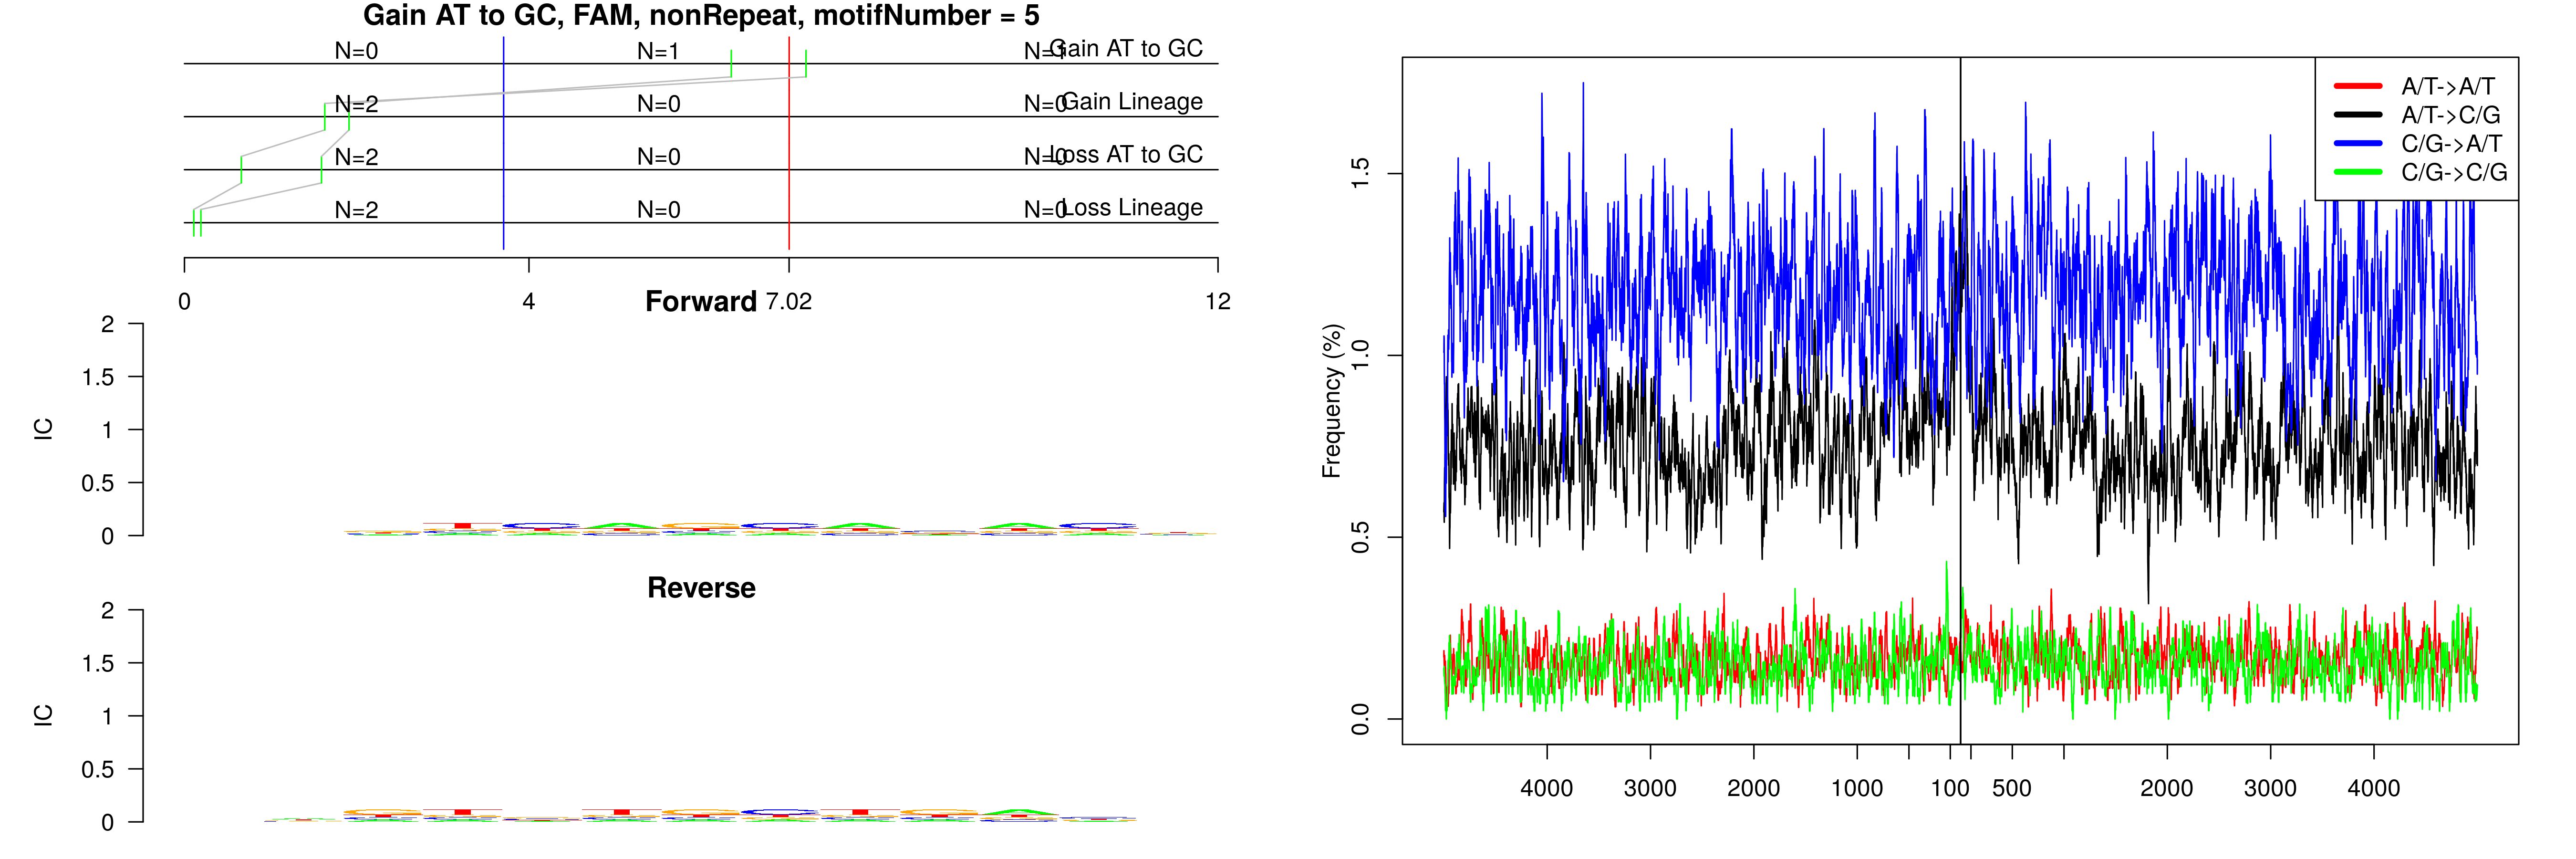 Gain AT to GC, FAM, nonRepeat, motifNumber = 5
N=0 N=1 N=1 Gain AT to GC
N=2 N=0 N=0 Gain Lineage
N=2 N=0 N=0 Loss AT to GC
N=2 N=0 N=0 Loss Lineage
0 4 7.02 12
Forward
2
1.5
1
0.5
0
IC
Reverse
2
1.5
1
0.5
0
IC
A/T->A/T
A/T->C/G
C/G->A/T
C/G->C/G
1.5
1.0
0.5
0.0
Frequency (%)
4000 3000 2000 1000 100 500 2000 3000 4000